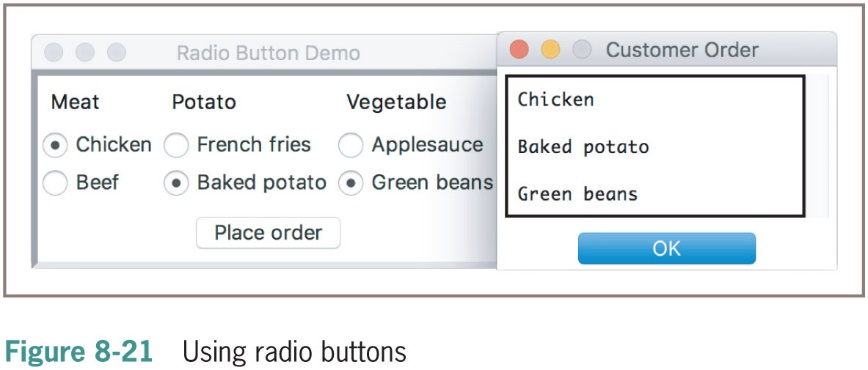 Radio Button Demo
Meat Potato Vegetable
Chicken French fries Applesauce
Beef Baked potato Green beans
Place order
Customer Order
Chicken
Baked potato
Green beans
OK
Figure 8-21 Using radio buttons